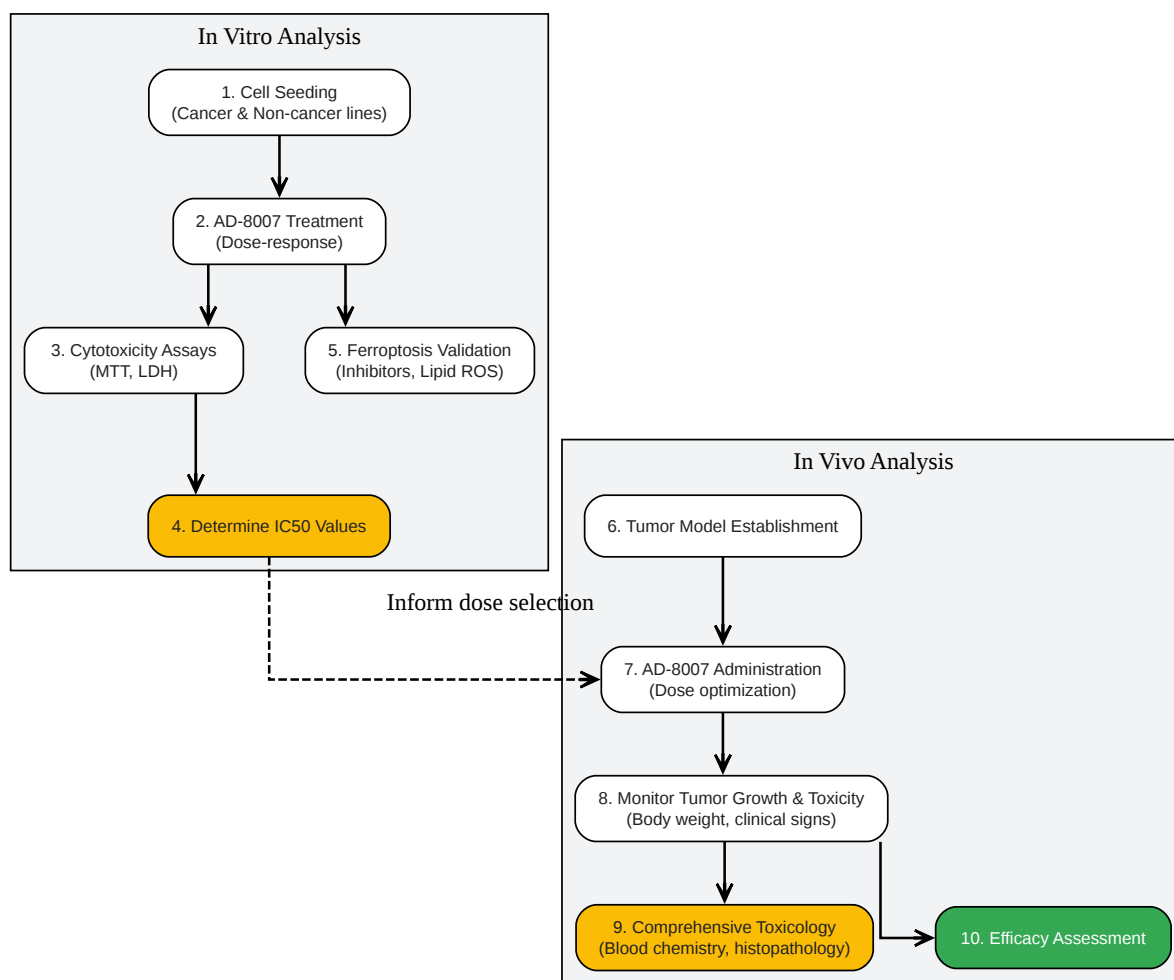 In Vitro Analysis
1. Cell Seeding
(Cancer & Non-cancer lines)
2. AD-8007 Treatment
(Dose-response)
3. Cytotoxicity Assays
(MTT, LDH)
5. Ferroptosis Validation
(Inhibitors, Lipid ROS)
4. Determine IC50 Values
Inform dose selection
In Vivo Analysis
6. Tumor Model Establishment
7. AD-8007 Administration
(Dose optimization)
8. Monitor Tumor Growth & Toxicity
(Body weight, clinical signs)
9. Comprehensive Toxicology
(Blood chemistry, histopathology)
10. Efficacy Assessment